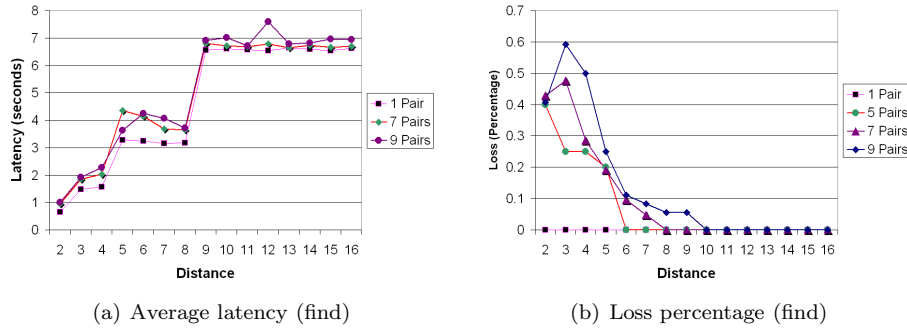 8
7
6
5
4
3
2
1
0
Latency (seconds)
2 3 4 5 6 7 8 9 10 11 12 13 14 15 16
Distance
1 Pair
7 Pairs
9 Pairs
(a) Average latency (find)
0.7
0.6
0.5
0.4
0.3
0.2
0.1
0
Loss (Percentage)
2 3 4 5 6 7 8 9 10 11 12 13 14 15 16
Distance
1 Pair
5 Pairs
7 Pairs
9 Pairs
(b) Loss percentage (find)